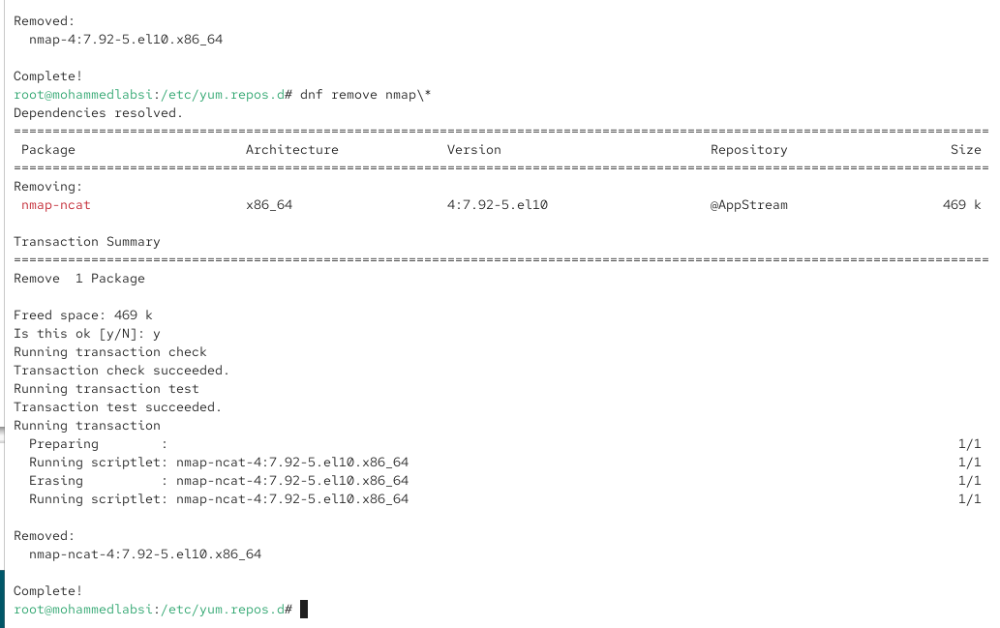 Removed:
  nmap-4:7.92-5.el10.x86_64

Complete!
root@mohammedlabsi:/etc/yum.repos.d# dnf remove nmap\*
Dependencies resolved.
================================================================================================================================
 Package                      Architecture              Version                           Repository                     Size
================================================================================================================================
Removing:
 nmap-ncat                    x86_64                    4:7.92-5.el10                     @AppStream                    469 k

Transaction Summary
================================================================================================================================
Remove  1 Package

Freed space: 469 k
Is this ok [y/N]: y
Running transaction check
Transaction check succeeded.
Running transaction test
Transaction test succeeded.
Running transaction
  Preparing        :                                                                                                      1/1
  Running scriptlet: nmap-ncat-4:7.92-5.el10.x86_64                                                                       1/1
  Erasing          : nmap-ncat-4:7.92-5.el10.x86_64                                                                       1/1
  Running scriptlet: nmap-ncat-4:7.92-5.el10.x86_64                                                                       1/1

Removed:
  nmap-ncat-4:7.92-5.el10.x86_64

Complete!
root@mohammedlabsi:/etc/yum.repos.d#